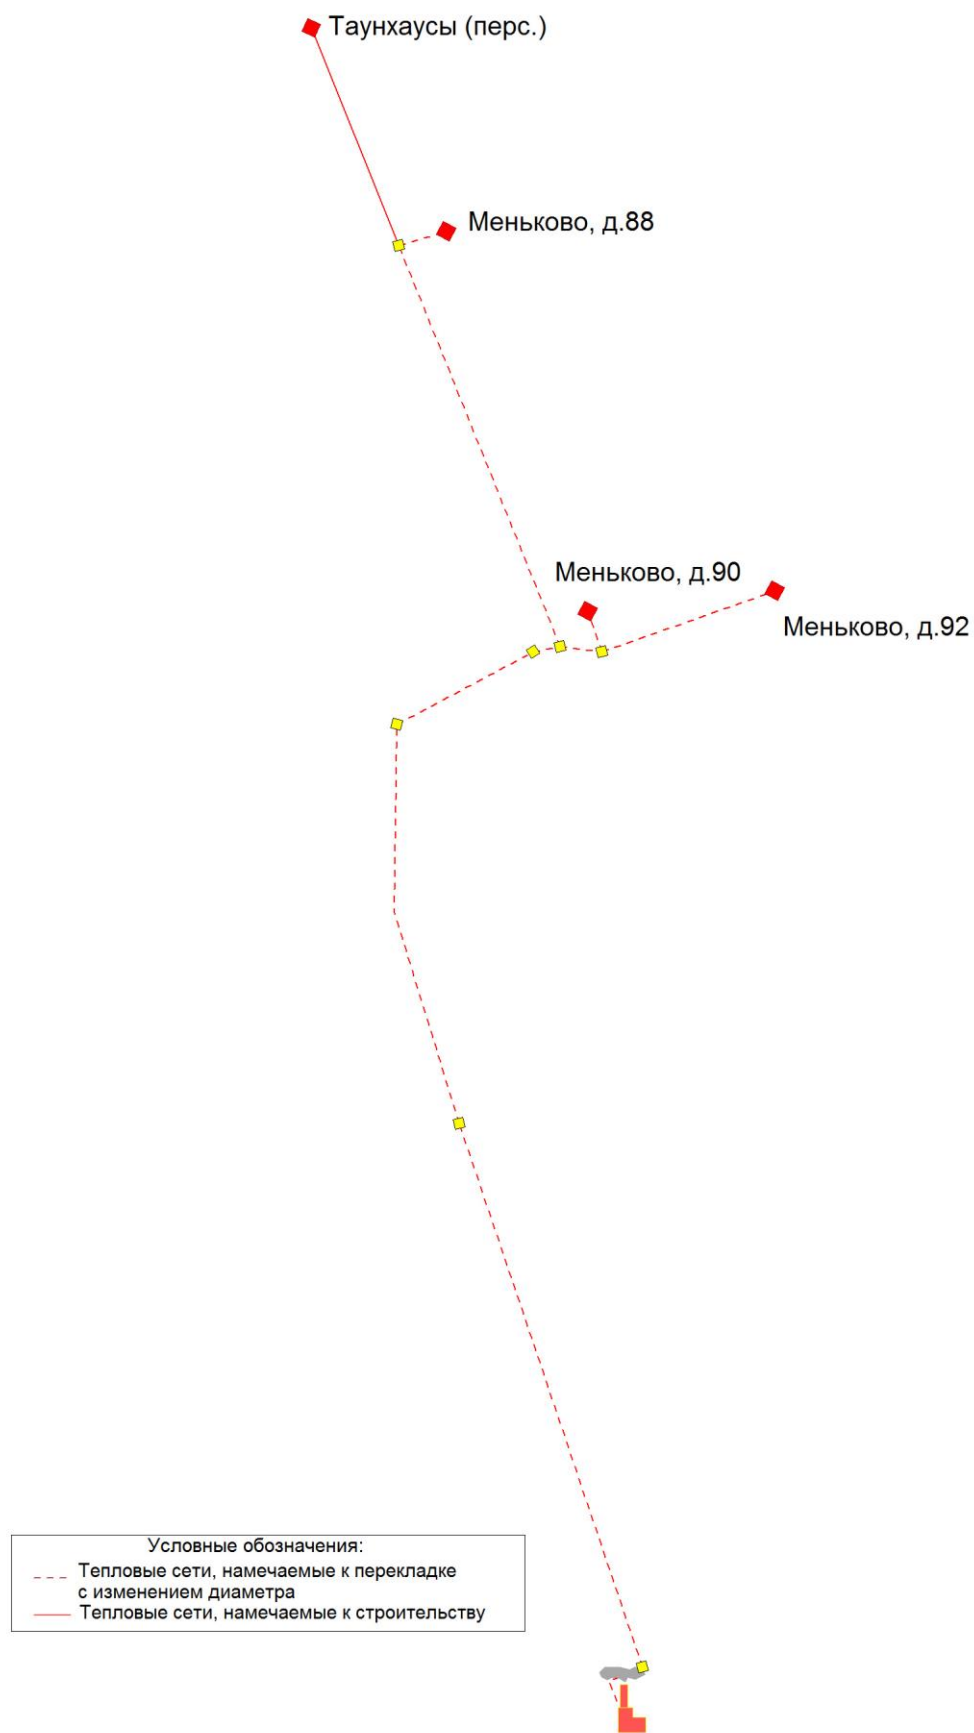 Таунхаусы (перс.)
Меньково, д.88
Меньково, д.90
Меньково, д.92
Условные обозначения:
Тепловые сети, намечаемые к перекладке
с изменением диаметра
Тепловые сети, намечаемые к строительству